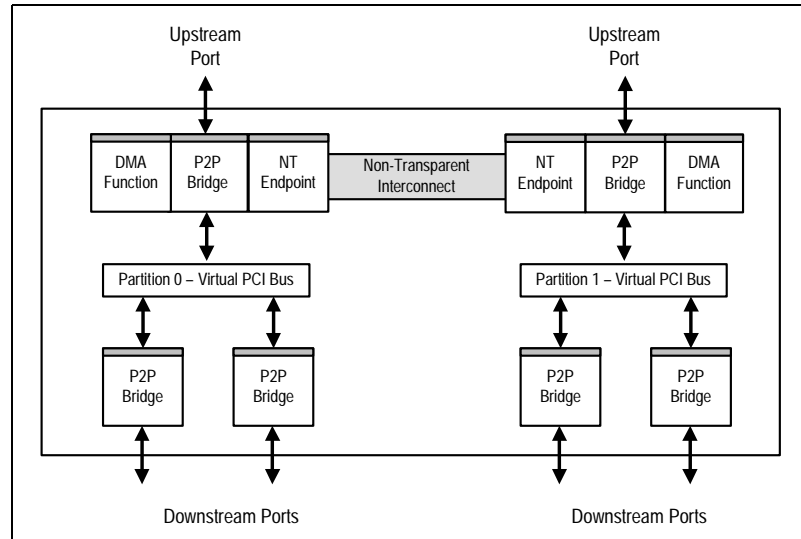 Upstream
Port
Upstream
Port
DMA
Function
P2P
Bridge
NT
Endpoint
Non-Transparent
Interconnect
NT
Endpoint
P2P
Bridge
DMA
Function
Partition 0 – Virtual PCI Bus
Partition 1 – Virtual PCI Bus
P2P
Bridge
P2P
Bridge
P2P
Bridge
P2P
Bridge
Downstream Ports
Downstream Ports